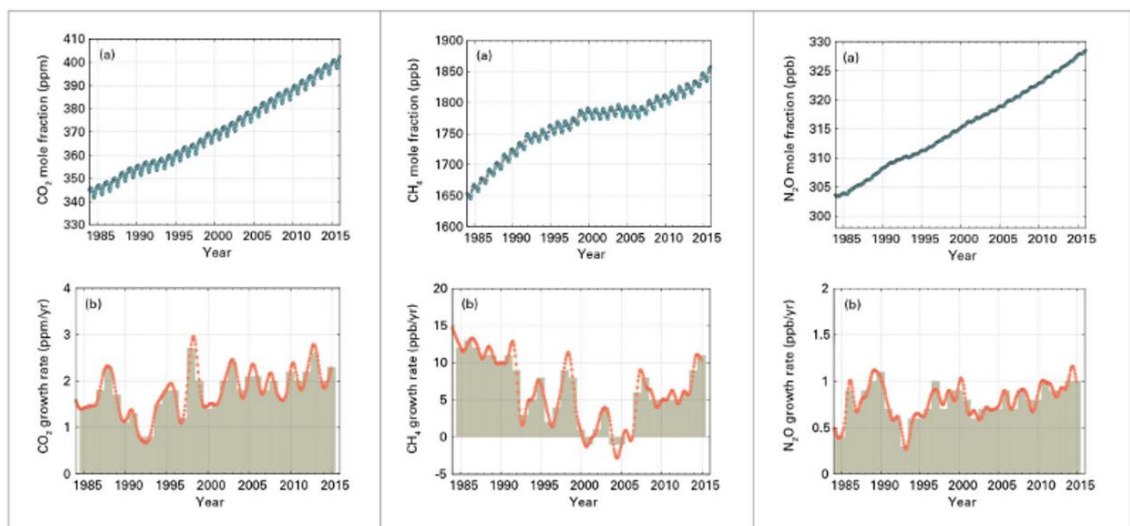 (a)
CO₂ mole fraction (ppm)
410
400
390
380
370
360
350
340
330
1985 1990 1995 2000 2005 2010 2015
Year
(a)
CH₄ mole fraction (ppb)
1900
1850
1800
1750
1700
1650
1600
1985 1990 1995 2000 2005 2010 2015
Year
(a)
N₂O mole fraction (ppb)
330
325
320
315
310
305
300
1985 1990 1995 2000 2005 2010 2015
Year
(b)
CO₂ growth rate (ppm/yr)
4
3
2
1
0
1985 1990 1995 2000 2005 2010 2015
Year
(b)
CH₄ growth rate (ppb/yr)
20
15
10
5
0
-5
1985 1990 1995 2000 2005 2010 2015
Year
(b)
N₂O growth rate (ppb/yr)
2
1.5
1
0.5
0
1985 1990 1995 2000 2005 2010 2015
Year